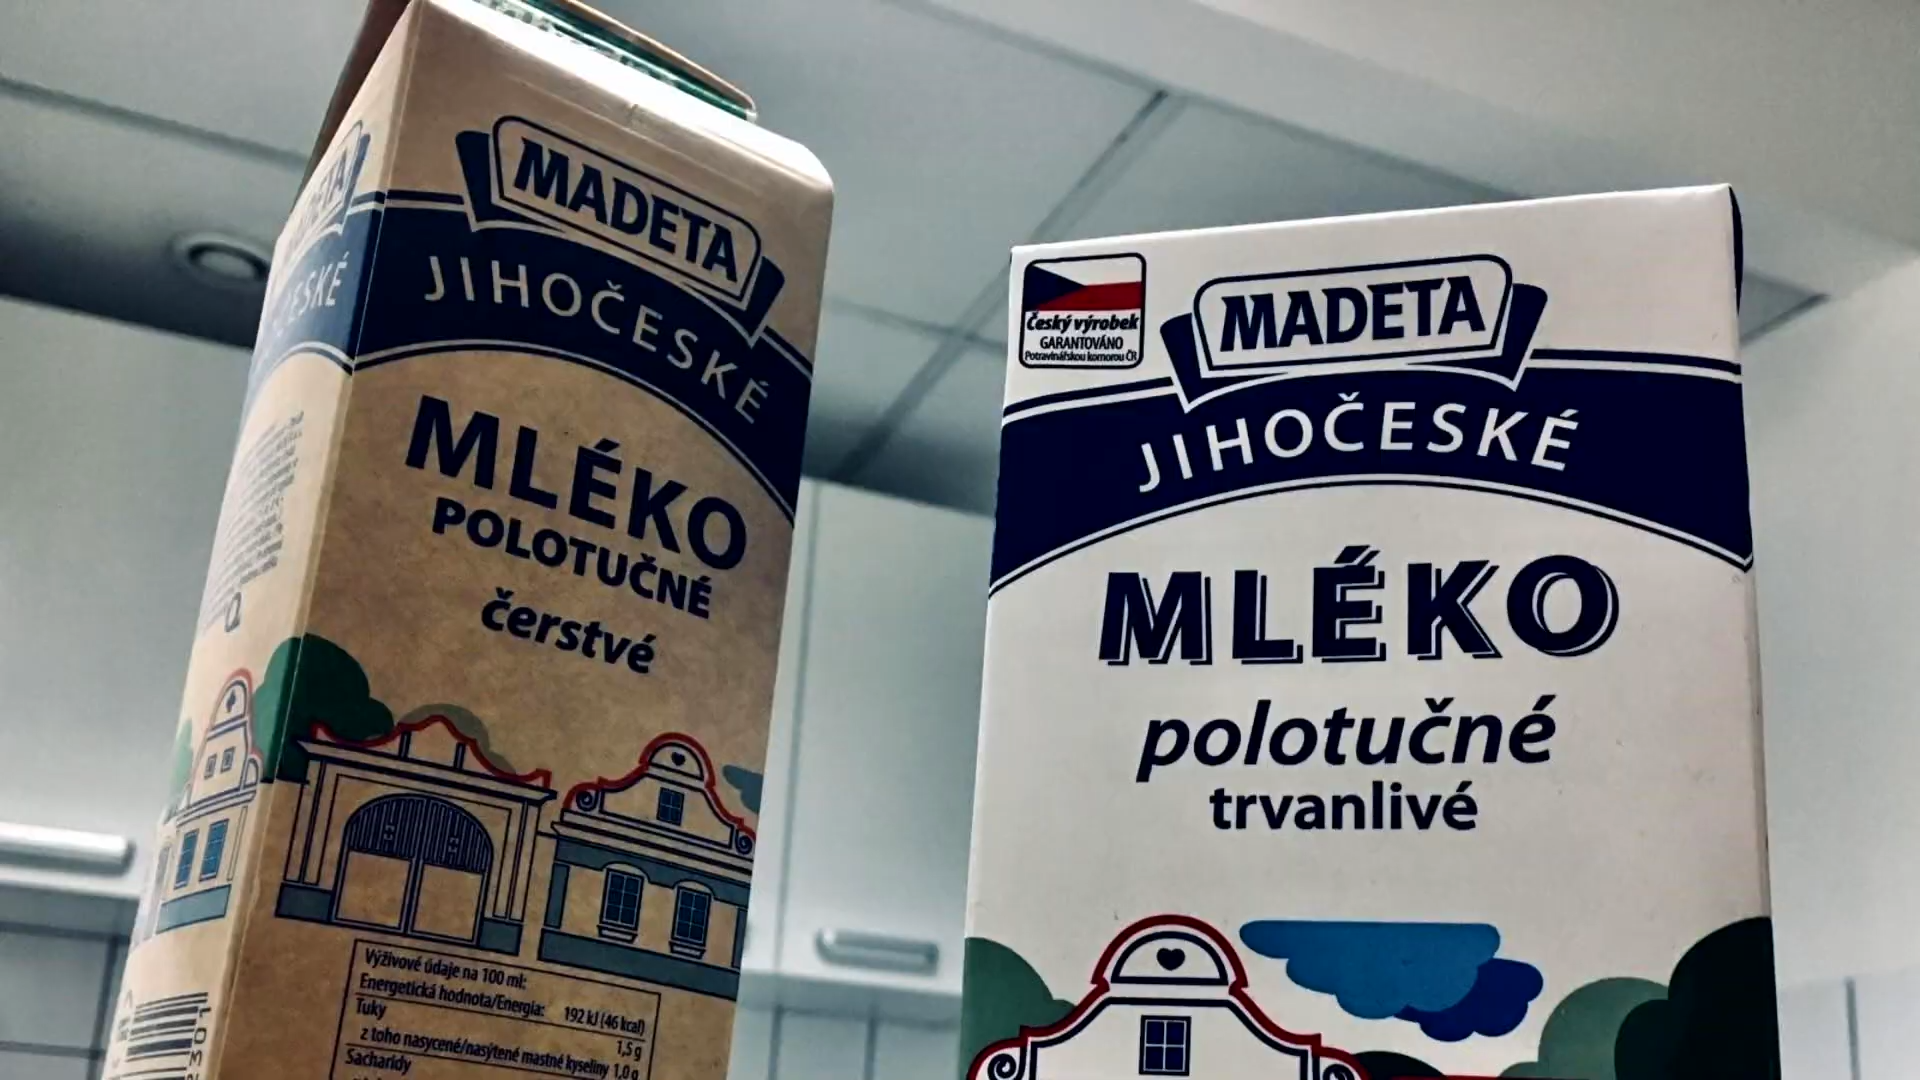 MADETA
JIHOČESKÉ
MLÉKO
POLOTUČNÉ
čerstvé
Výživové údaje na 100 ml:
Energetická hodnota/Energia: 192 kJ (46 kcal)
Tuky 1,5 g
z toho nasycené/nasýtené mastné kyseliny 1,0 g
Sacharidy
Český výrobek
GARANTOVÁNO
Potravinářskou komorou ČR
MADETA
JIHOČESKÉ
MLÉKO
polotučné
trvanlivé